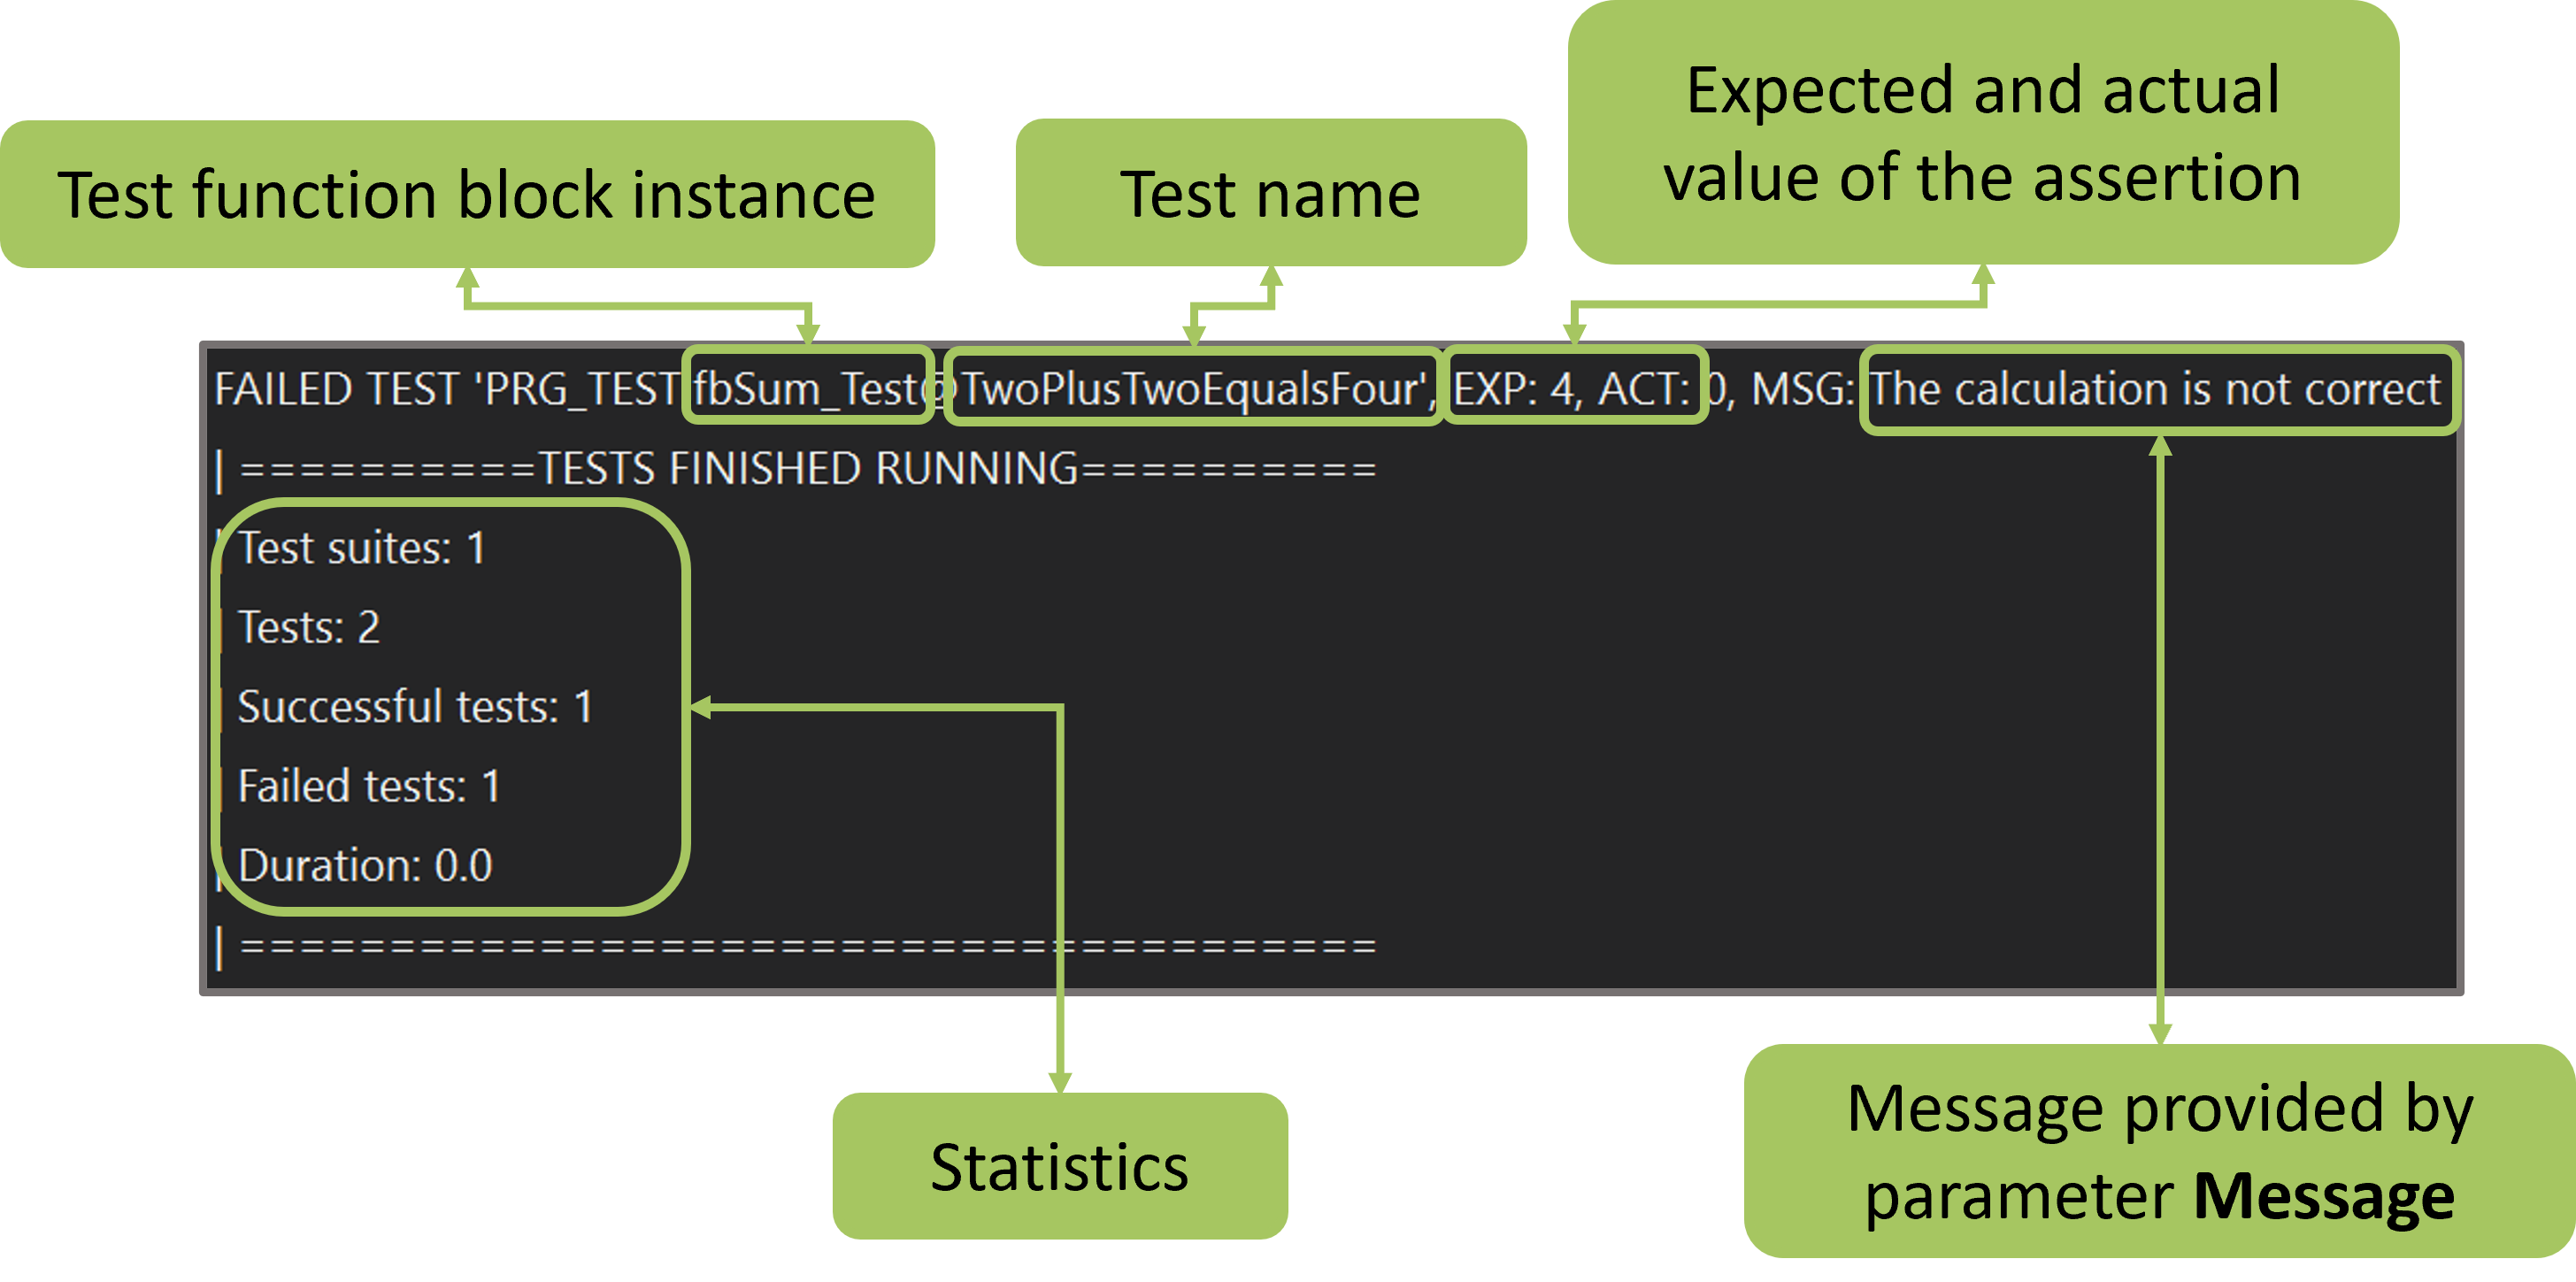 Expected and actual
value of the assertion
Test function block instance
Test name
FAILED TEST 'PRG_TEST fbSum_Test@TwoPlusTwoEqualsFour', EXP: 4, ACT: 0, MSG: The calculation is not correct
| ==========TESTS FINISHED RUNNING==========
| Test suites: 1
| Tests: 2
| Successful tests: 1
| Failed tests: 1
| Duration: 0.0
| ======================================
Statistics
Message provided by
parameter Message